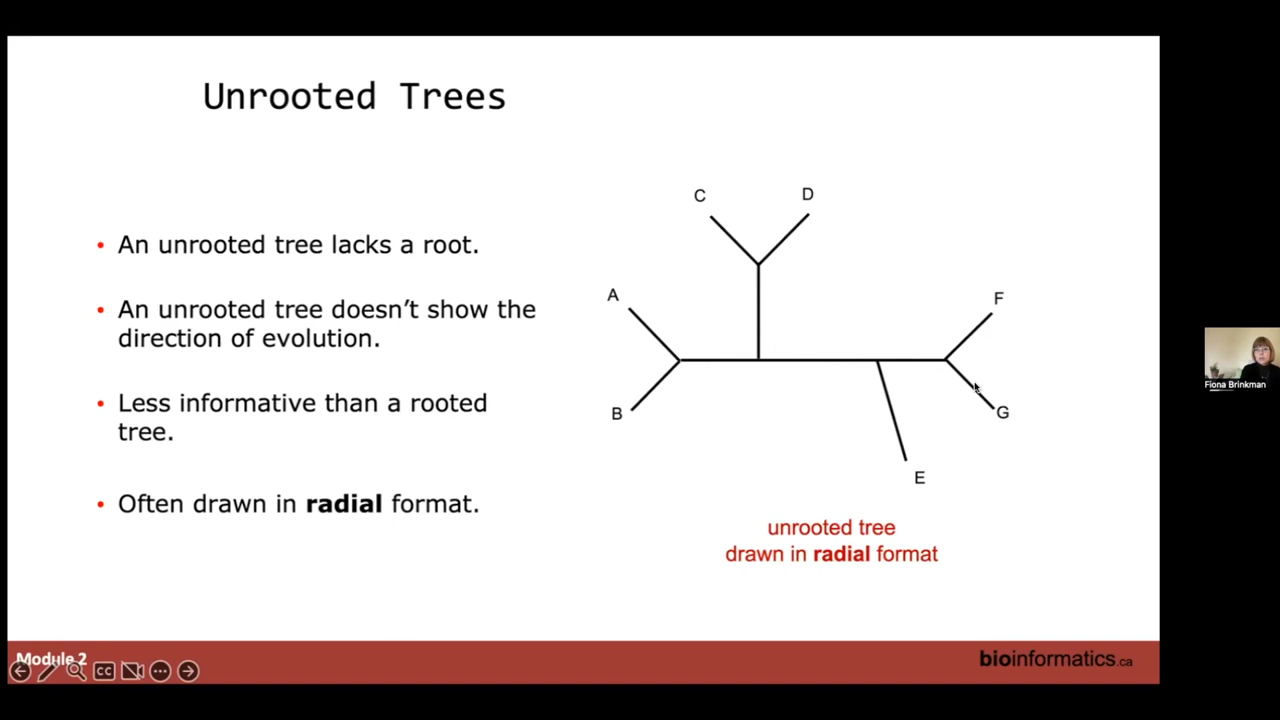 Unrooted Trees
• An unrooted tree lacks a root.
• An unrooted tree doesn’t show the
direction of evolution.
• Less informative than a rooted
tree.
• Often drawn in radial format.
C
D
A
F
B
G
E
unrooted tree
drawn in radial format
Fiona Brinkman
Module 2
bioinformatics.ca
CC